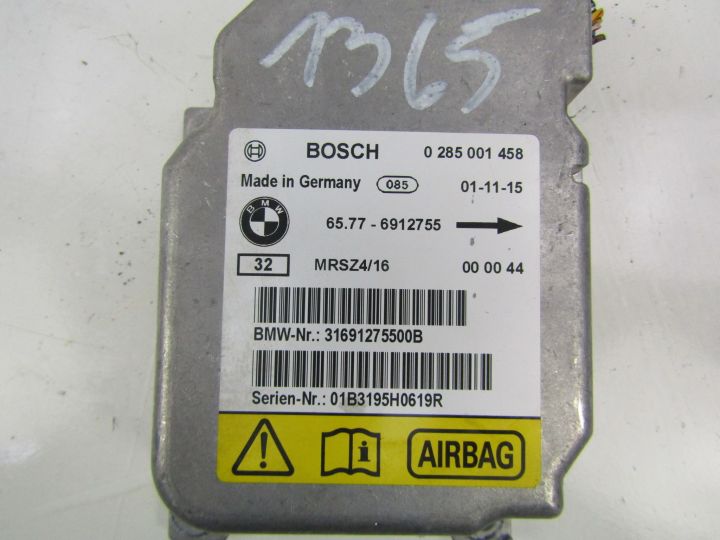 1365
BOSCH 0 285 001 458
Made in Germany 085 01-11-15
BMW 65.77 - 6912755
32 MRSZ4/16 00 00 44
BMW-Nr.: 31691275500B
Serien-Nr.: 01B3195H0619R
AIRBAG